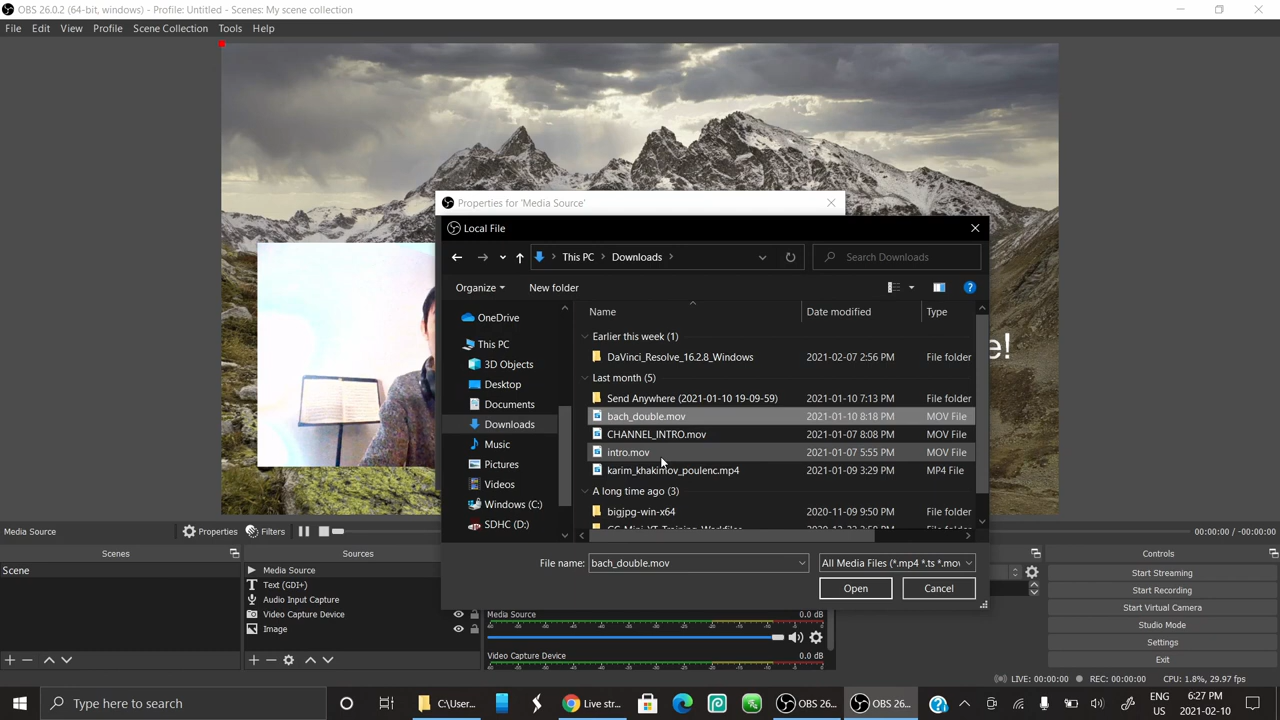 OBS 26.0.2 (64-bit, windows) - Profile: Untitled - Scenes: My scene collection
File Edit View Profile Scene Collection Tools Help
Properties for 'Media Source'
Local File
This PC Downloads
Search Downloads
Organize New folder
Name Date modified Type
OneDrive
This PC
3D Objects
Desktop
Documents
Downloads
Music
Pictures
Videos
Windows (C:)
SDHC (D:)
Earlier this week (1)
DaVinci_Resolve_16.2.8_Windows 2021-02-07 2:56 PM File folder
Last month (5)
Send Anywhere (2021-01-10 19-09-59) 2021-01-10 7:13 PM File folder
bach_double.mov 2021-01-10 8:18 PM MOV File
CHANNEL_INTRO.mov 2021-01-07 8:08 PM MOV File
intro.mov 2021-01-07 5:55 PM MOV File
karim_khakimov_poulenc.mp4 2021-01-09 3:29 PM MP4 File
A long time ago (3)
bigjpg-win-x64 2020-11-09 9:50 PM File folder
File name: bach_double.mov All Media Files (*.mp4 *.ts *.mov
Open Cancel
e!
Media Source Properties Filters 00:00:00 / -00:00:00
Scenes
Scene
Sources
Media Source
Text (GDI+)
Audio Input Capture
Video Capture Device
Image
Media Source 0.0 dB
Video Capture Device 0.0 dB
Controls
Start Streaming
Start Recording
Start Virtual Camera
Studio Mode
Settings
Exit
LIVE: 00:00:00 REC: 00:00:00 CPU: 1.8%, 29.97 fps
Type here to search
C:\User... Live str... OBS 26... OBS 26...
ENG
US
6:27 PM
2021-02-10